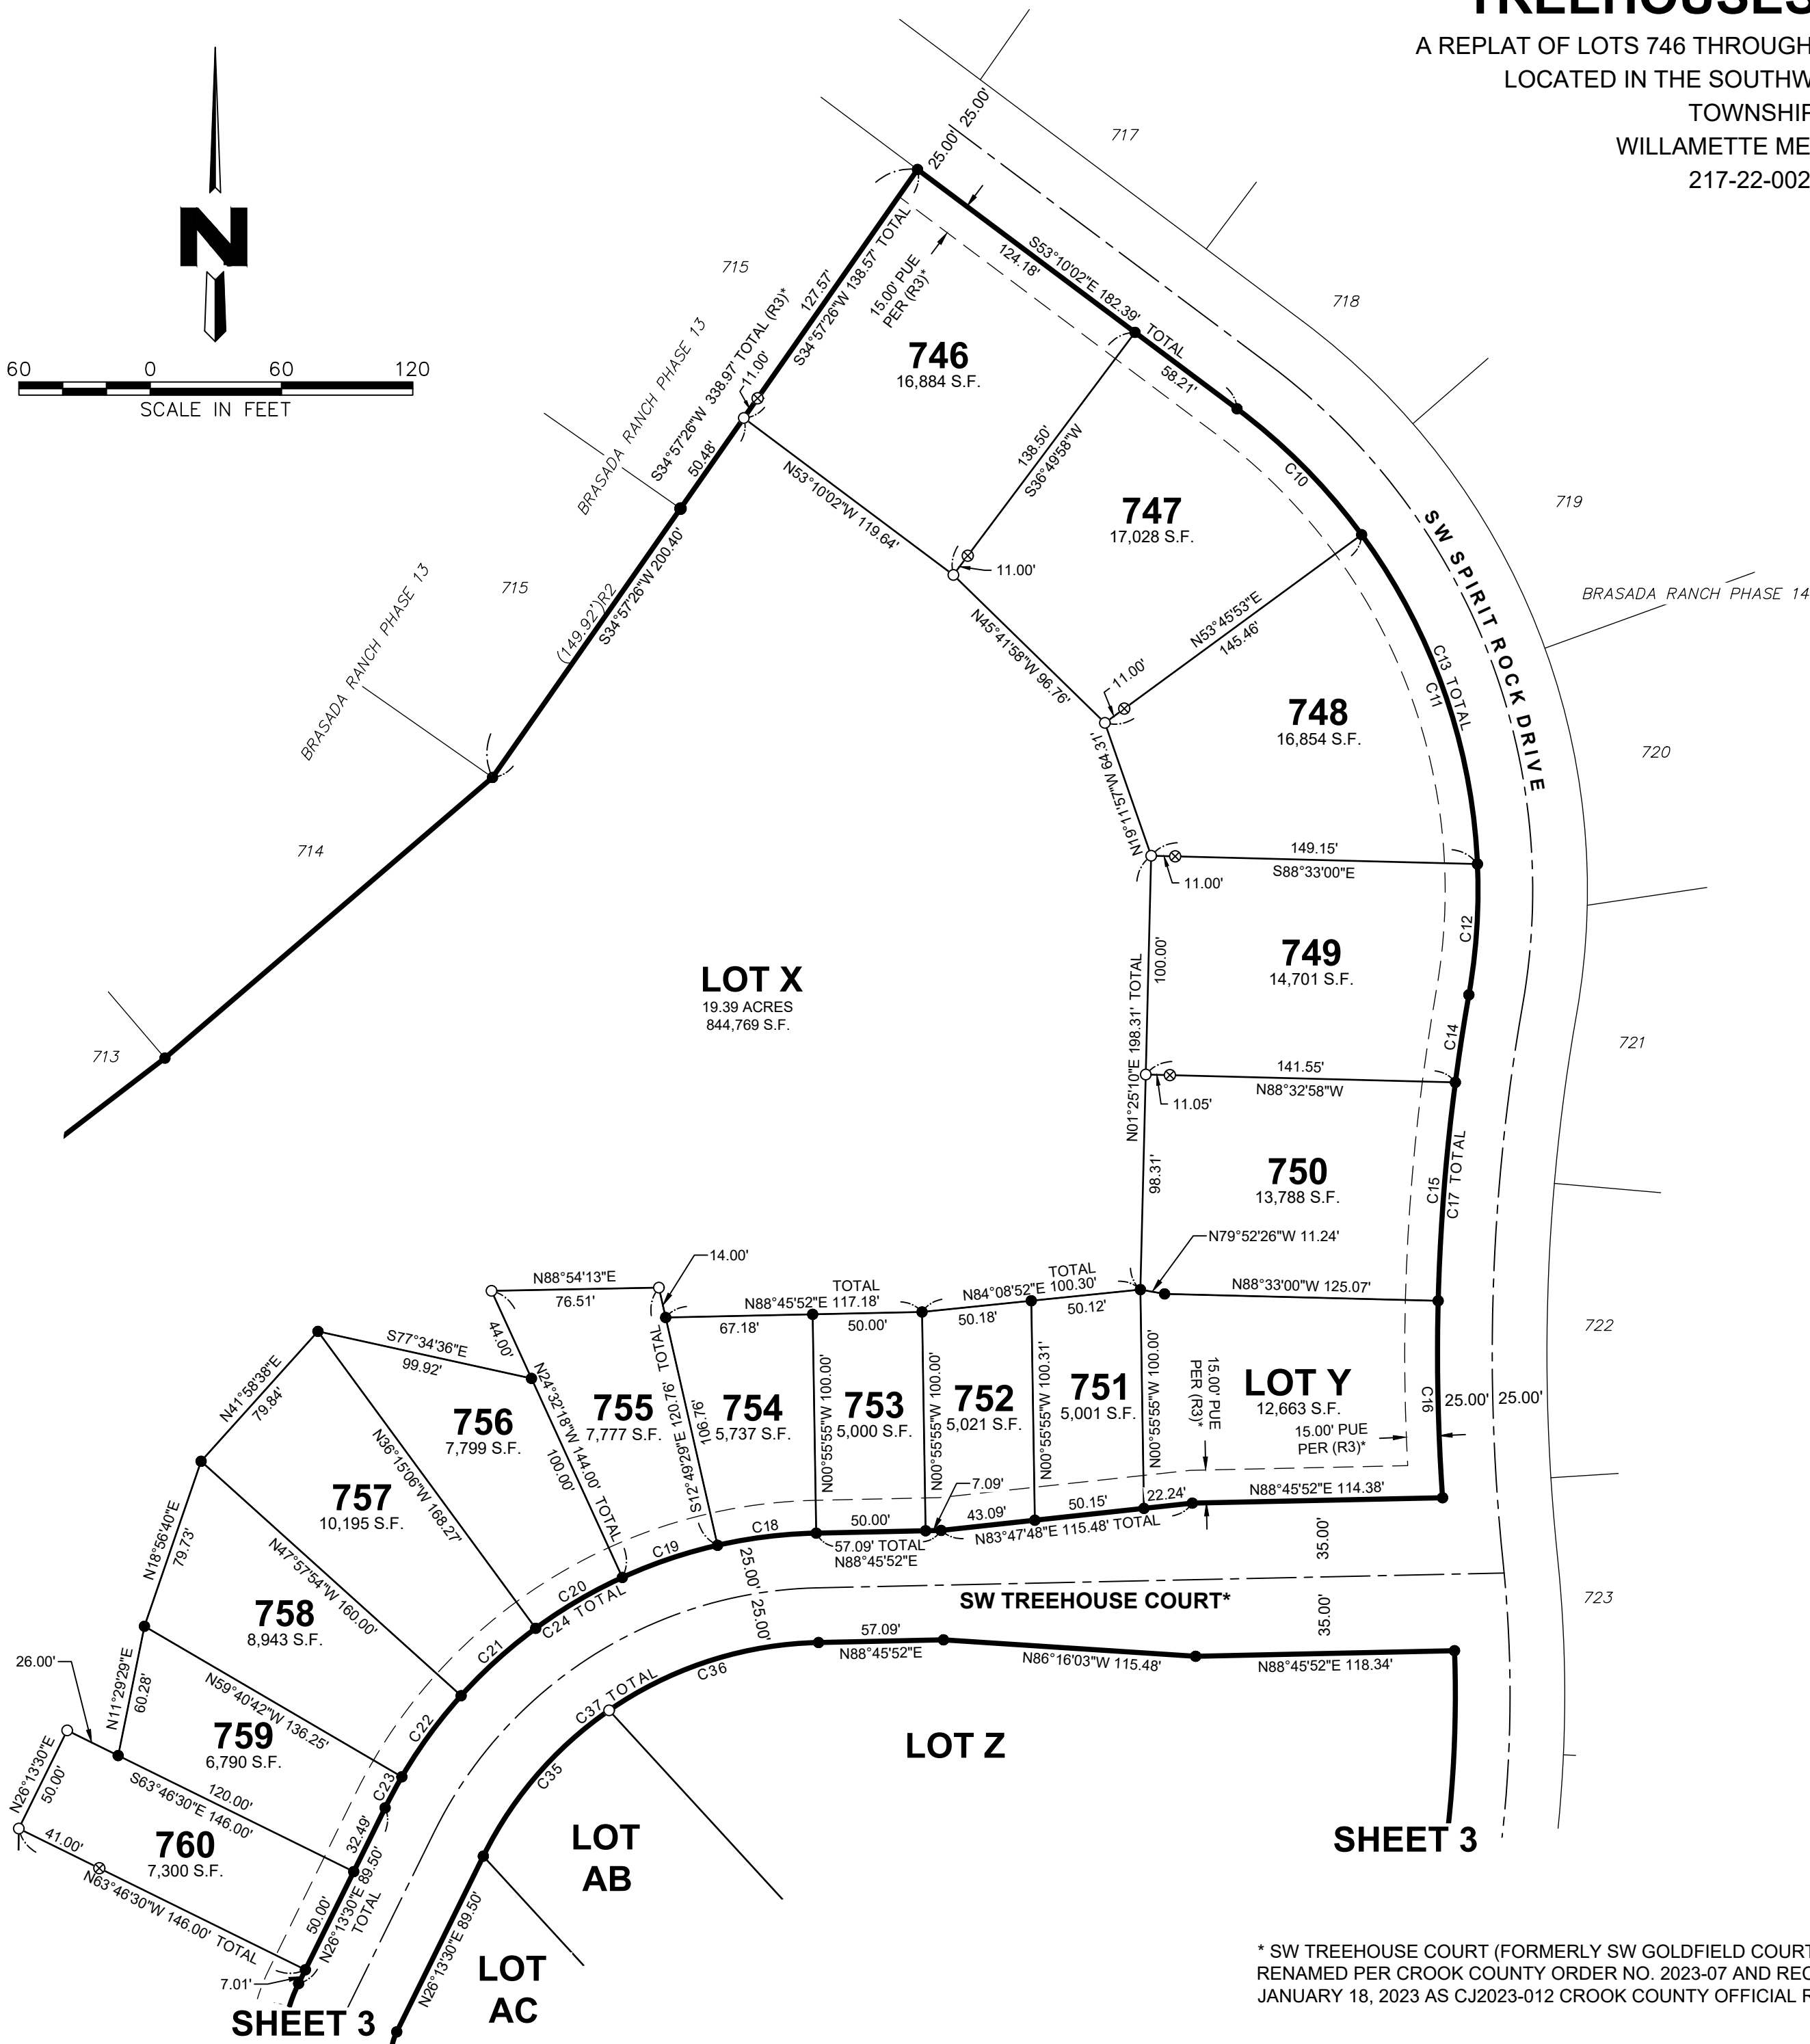 TREEHOUSES
A REPLAT OF LOTS 746 THROUGH
LOCATED IN THE SOUTHW
TOWNSHIP
WILLAMETTE ME
217-22-002
N
60 0 60 120
SCALE IN FEET
25.00' 25.00'
717
718
719
720
721
722
723
715
715
714
713
BRASADA RANCH PHASE 13
BRASADA RANCH PHASE 13
BRASADA RANCH PHASE 14
S34°57'26"W 338.97' TOTAL (R3)*
127.57'
S34°57'26"W 138.57' TOTAL
11.00'
50.48'
(149.92')R2
S34°57'26"W 200.40'
15.00' PUE
PER (R3)*
S53°10'02"E 182.39' TOTAL
124.18'
58.21'
746
16,884 S.F.
N53°10'02"W 119.64'
138.50'
S36°49'58"W
11.00'
C10
747
17,028 S.F.
N45°41'58"W 96.76'
N53°45'53"E
145.46'
11.00'
SW SPIRIT ROCK DRIVE
C13 TOTAL
C11
748
16,854 S.F.
N19°11'57"W 64.31'
149.15'
S88°33'00"E
11.00'
C12
749
14,701 S.F.
100.00'
N01°25'10"E 198.31' TOTAL
C14
141.55'
N88°32'58"W
11.05'
LOT X
19.39 ACRES
844,769 S.F.
750
13,788 S.F.
98.31'
C15
C17 TOTAL
N79°52'26"W 11.24'
N88°33'00"W 125.07'
14.00'
N88°54'13"E
76.51'
TOTAL
N88°45'52"E 117.18'
67.18'
50.00'
TOTAL
N84°08'52"E 100.30'
50.18'
50.12'
LOT Y
12,663 S.F.
15.00' PUE
PER (R3)*
15.00' PUE
PER (R3)*
C16
25.00' 25.00'
751
5,001 S.F.
N00°55'55"W 100.00'
752
5,021 S.F.
N00°55'55"W 100.31'
753
5,000 S.F.
N00°55'55"W 100.00'
N00°55'55"W 100.00'
754
5,737 S.F.
S12°49'29"E 120.76' TOTAL
106.76'
755
7,777 S.F.
44.00'
N24°32'18"W 144.00' TOTAL
100.00'
756
7,799 S.F.
S77°34'36"E
99.92'
N41°58'38"E
79.84'
N36°15'06"W 168.27'
757
10,195 S.F.
N18°56'40"E
79.73'
N47°57'54"W 160.00'
758
8,943 S.F.
N11°29'29"E
60.28'
N59°40'42"W 136.25'
759
6,790 S.F.
26.00'
N26°13'30"E
50.00'
120.00'
S63°46'30"E 146.00'
760
7,300 S.F.
41.00'
N63°46'30"W 146.00' TOTAL
7.01'
50.00'
32.49'
N26°13'30"E 89.50'
TOTAL
C23
C22
C21
C20
C24 TOTAL
C19
C18
50.00'
57.09' TOTAL
N88°45'52"E
7.09'
43.09'
50.15'
22.24'
N83°47'48"E 115.48' TOTAL
N88°45'52"E 114.38'
25.00' 25.00'
35.00'
35.00'
SW TREEHOUSE COURT*
57.09'
N88°45'52"E
N86°16'03"W 115.48'
N88°45'52"E 118.34'
C36
C37 TOTAL
C35
N26°13'30"E 89.50'
LOT Z
LOT
AB
LOT
AC
SHEET 3
SHEET 3
* SW TREEHOUSE COURT (FORMERLY SW GOLDFIELD COURT
RENAMED PER CROOK COUNTY ORDER NO. 2023-07 AND REC
JANUARY 18, 2023 AS CJ2023-012 CROOK COUNTY OFFICIAL R